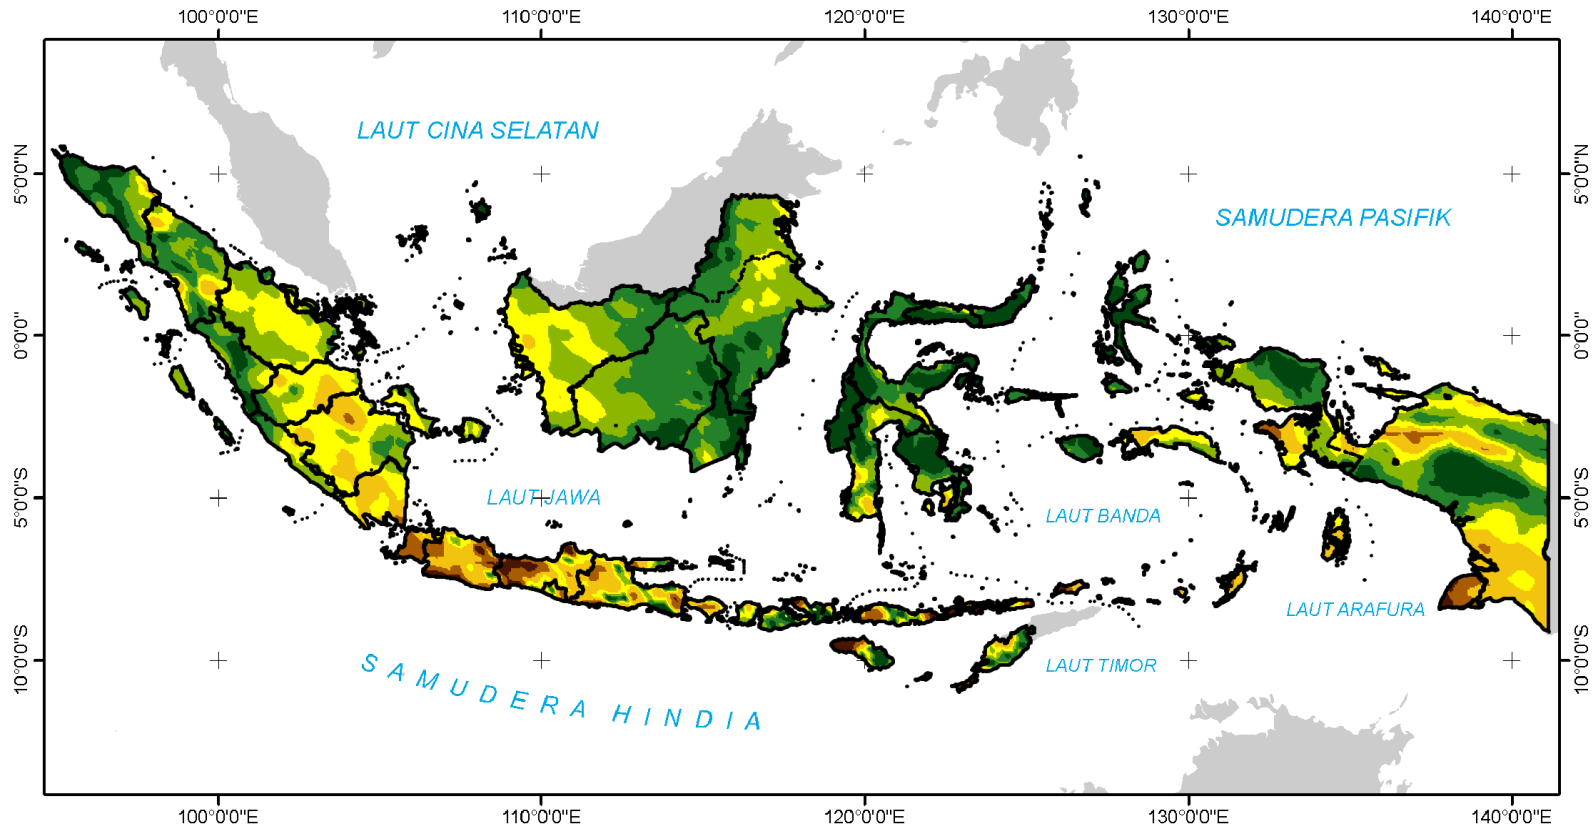 100°0'0"E 110°0'0"E 120°0'0"E 130°0'0"E 140°0'0"E
LAUT CINA SELATAN
5°0'0"N 5°0'0"N
SAMUDERA PASIFIK
0°0'0" 0°0'0"
LAUT JAWA
5°0'0"S 5°0'0"S
LAUT BANDA
LAUT ARAFURA
10°0'0"S 10°0'0"S
LAUT TIMOR
SAMUDERA HINDIA
100°0'0"E 110°0'0"E 120°0'0"E 130°0'0"E 140°0'0"E